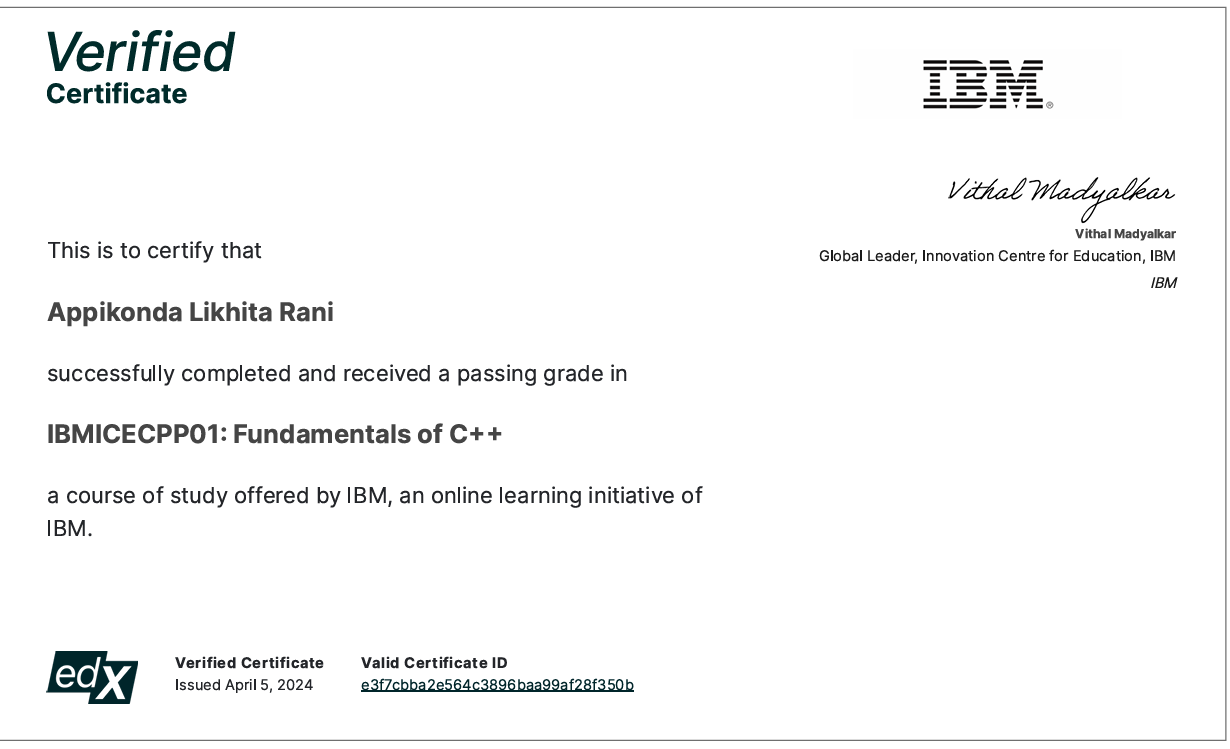 Verified
Certificate
IBM®
Vithal Madyalkar
Vithal Madyalkar
Global Leader, Innovation Centre for Education, IBM
IBM
This is to certify that
Appikonda Likhita Rani
successfully completed and received a passing grade in
IBMICECPP01: Fundamentals of C++
a course of study offered by IBM, an online learning initiative of
IBM.
edX
Verified Certificate
Issued April 5, 2024
Valid Certificate ID
e3f7cbba2e564c3896baa99af28f350b